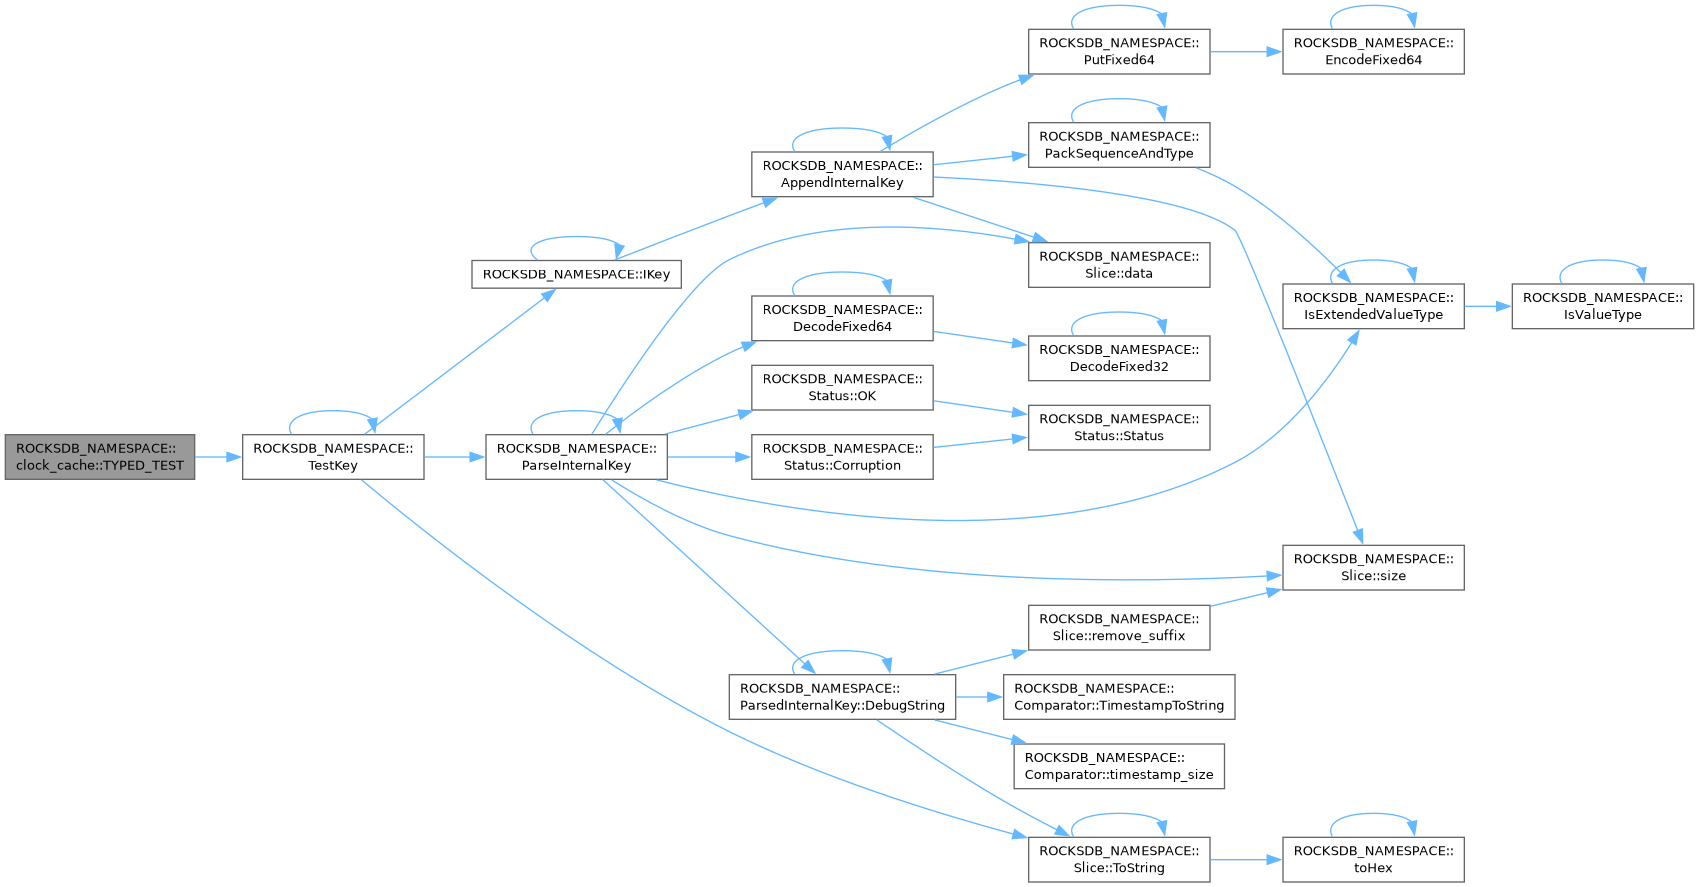 ROCKSDB_NAMESPACE::
clock_cache::TYPED_TEST
ROCKSDB_NAMESPACE::
TestKey
ROCKSDB_NAMESPACE::IKey
ROCKSDB_NAMESPACE::
ParseInternalKey
ROCKSDB_NAMESPACE::
AppendInternalKey
ROCKSDB_NAMESPACE::
DecodeFixed64
ROCKSDB_NAMESPACE::
Status::OK
ROCKSDB_NAMESPACE::
Status::Corruption
ROCKSDB_NAMESPACE::
ParsedInternalKey::DebugString
ROCKSDB_NAMESPACE::
PutFixed64
ROCKSDB_NAMESPACE::
PackSequenceAndType
ROCKSDB_NAMESPACE::
Slice::data
ROCKSDB_NAMESPACE::
DecodeFixed32
ROCKSDB_NAMESPACE::
Status::Status
ROCKSDB_NAMESPACE::
Slice::remove_suffix
ROCKSDB_NAMESPACE::
Comparator::TimestampToString
ROCKSDB_NAMESPACE::
Comparator::timestamp_size
ROCKSDB_NAMESPACE::
Slice::ToString
ROCKSDB_NAMESPACE::
EncodeFixed64
ROCKSDB_NAMESPACE::
IsExtendedValueType
ROCKSDB_NAMESPACE::
Slice::size
ROCKSDB_NAMESPACE::
toHex
ROCKSDB_NAMESPACE::
IsValueType